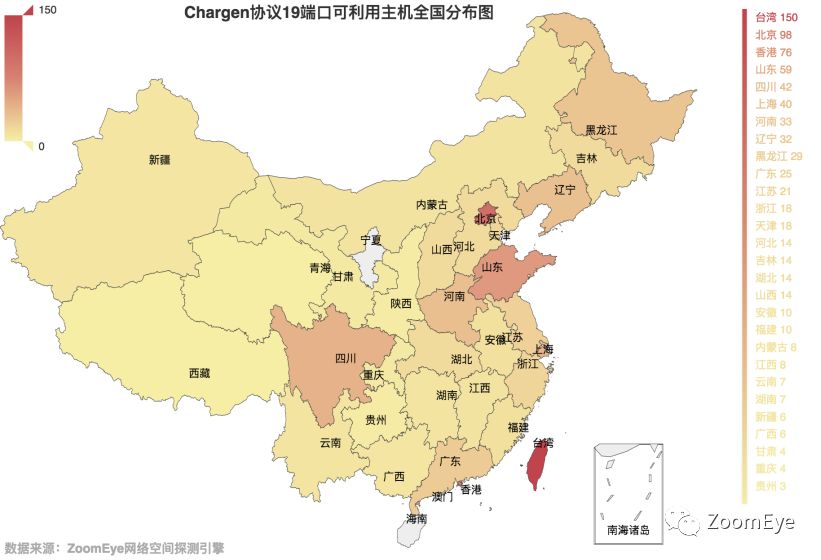 Chargen协议19端口可利用主机全国分布图
150
0
台湾 150
北京 98
香港 76
山东 59
四川 42
上海 40
河南 33
辽宁 32
黑龙江 29
广东 25
江苏 21
浙江 18
天津 18
河北 14
吉林 14
湖北 14
山西 14
安徽 10
福建 10
内蒙古 8
江西 8
云南 7
湖南 7
新疆 6
广西 6
甘肃 4
重庆 4
贵州 3
黑龙江
吉林
新疆
辽宁
内蒙古
北京
宁夏
天津
山西
河北
青海
甘肃
山东
河南
陕西
安徽
江苏
上海
四川
湖北
浙江
西藏
重庆
湖南
江西
贵州
福建
云南
台湾
广东
广西
香港
澳门
海南
南海诸岛
ZoomEye
数据来源：ZoomEye网络空间探测引擎